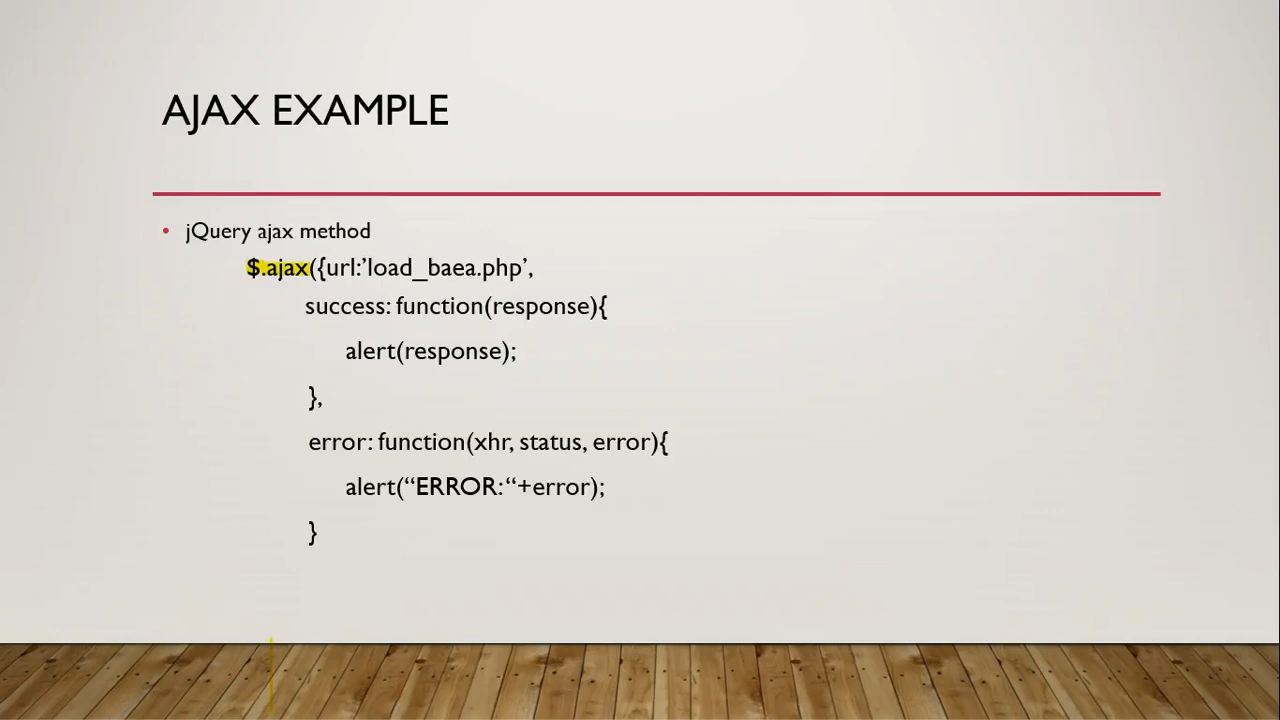 AJAX EXAMPLE
• jQuery ajax method
$.ajax({url:’load_baea.php’,
success: function(response){
alert(response);
},
error: function(xhr, status, error){
alert(“ERROR:“+error);
}